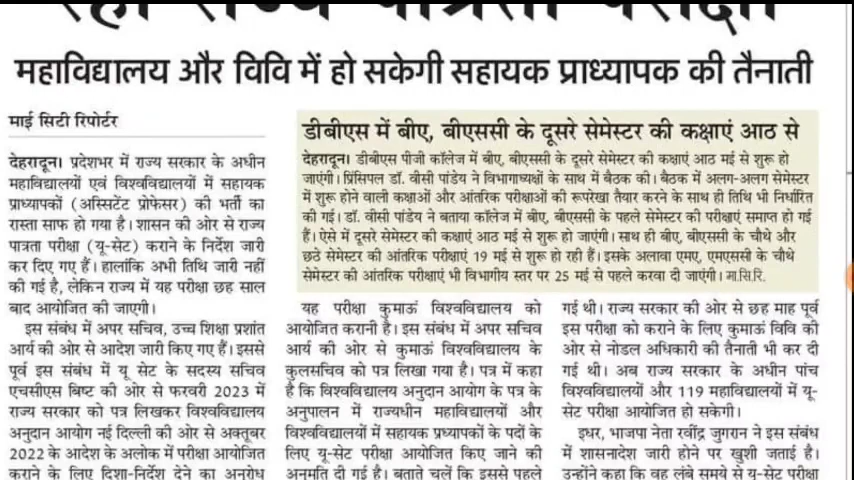 महाविद्यालय और विवि में हो सकेगी सहायक प्राध्यापक की तैनाती
माई सिटी रिपोर्टर
देहरादून। प्रदेशभर में राज्य सरकार के अधीन
महाविद्यालयों एवं विश्वविद्यालयों में सहायक
प्राध्यापकों (असिस्टेंट प्रोफेसर) की भर्ती का
रास्ता साफ हो गया है। शासन की ओर से राज्य
पात्रता परीक्षा (यू-सेट) कराने के निर्देश जारी
कर दिए गए हैं। हालांकि अभी तिथि जारी नहीं
की गई है, लेकिन राज्य में यह परीक्षा छह साल
बाद आयोजित की जाएगी।
इस संबंध में अपर सचिव, उच्च शिक्षा प्रशांत
आर्य की ओर से आदेश जारी किए गए हैं। इससे
पूर्व इस संबंध में यू सेट के सदस्य सचिव
एचसीएस बिष्ट की ओर से फरवरी 2023 में
राज्य सरकार को पत्र लिखकर विश्वविद्यालय
अनुदान आयोग नई दिल्ली की ओर से अक्तूबर
2022 के आदेश के अलोक में परीक्षा आयोजित
कराने के लिए दिशा-निर्देश देने का अनुरोध
डीबीएस में बीए, बीएससी के दूसरे सेमेस्टर की कक्षाएं आठ से
देहरादून। डीबीएस पीजी कॉलेज में बीए, बीएससी के दूसरे सेमेस्टर की कक्षाएं आठ मई से शुरू हो
जाएंगी। प्रिंसिपल डॉ. वीसी पांडेय ने विभागाध्यक्षों के साथ में बैठक की। बैठक में अलग-अलग सेमेस्टर
में शुरू होने वाली कक्षाओं और आंतरिक परीक्षाओं की रूपरेखा तैयार करने के साथ ही तिथि भी निर्धारित
की गई। डॉ. वीसी पांडेय ने बताया कॉलेज में बीए, बीएससी के पहले सेमेस्टर की परीक्षाएं समाप्त हो गई
हैं। ऐसे में दूसरे सेमेस्टर की कक्षाएं आठ मई से शुरू हो जाएंगी। साथ ही बीए, बीएससी के चौथे और
छठे सेमेस्टर की आंतरिक परीक्षाएं 19 मई से शुरू हो रही हैं। इसके अलावा एमए, एमएससी के चौथे
सेमेस्टर की आंतरिक परीक्षाएं भी विभागीय स्तर पर 25 मई से पहले करवा दी जाएंगी। मा.सि.रि.
यह परीक्षा कुमाऊं विश्वविद्यालय को
आयोजित करानी है। इस संबंध में अपर सचिव
आर्य की ओर से कुमाऊं विश्वविद्यालय के
कुलसचिव को पत्र लिखा गया है। पत्र में कहा
है कि विश्वविद्यालय अनुदान आयोग के पत्र के
अनुपालन में राज्यधीन महाविद्यालयों और
विश्वविद्यालयों में सहायक प्रध्यापकों के पदों के
लिए यू-सेट परीक्षा आयोजित किए जाने की
अनुमति दी गई है। बताते चलें कि इससे पहले
गई थी। राज्य सरकार की ओर से छह माह पूर्व
इस परीक्षा को कराने के लिए कुमाऊं विवि की
ओर से नोडल अधिकारी की तैनाती भी कर दी
गई थी। अब राज्य सरकार के अधीन पांच
विश्वविद्यालयों और 119 महाविद्यालयों में यू-
सेट परीक्षा आयोजित हो सकेगी।
इधर, भाजपा नेता रवींद्र जुगरान ने इस संबंध
में शासनादेश जारी होने पर खुशी जताई है।
उन्होंने कहा कि वह लंबे समय से यू-सेट परीक्षा